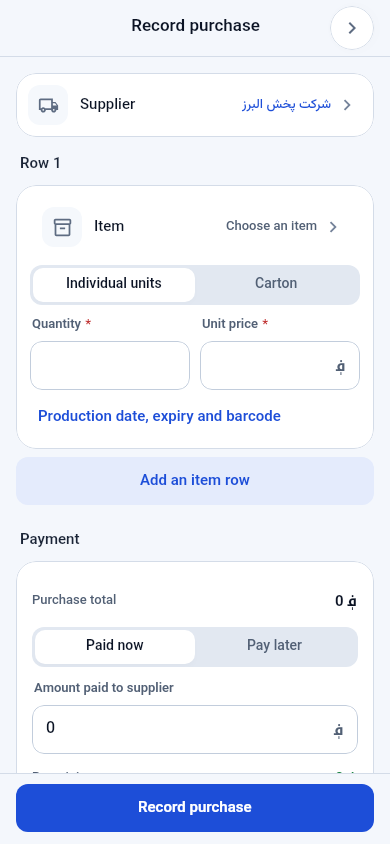 Record purchase
Supplier
شرکت پخش البرز
Row 1
Item
Choose an item
Individual units
Carton
Quantity *
Unit price *
؋
Production date, expiry and barcode
Add an item row
Payment
Purchase total
0 ؋
Paid now
Pay later
Amount paid to supplier
0
؋
Record purchase